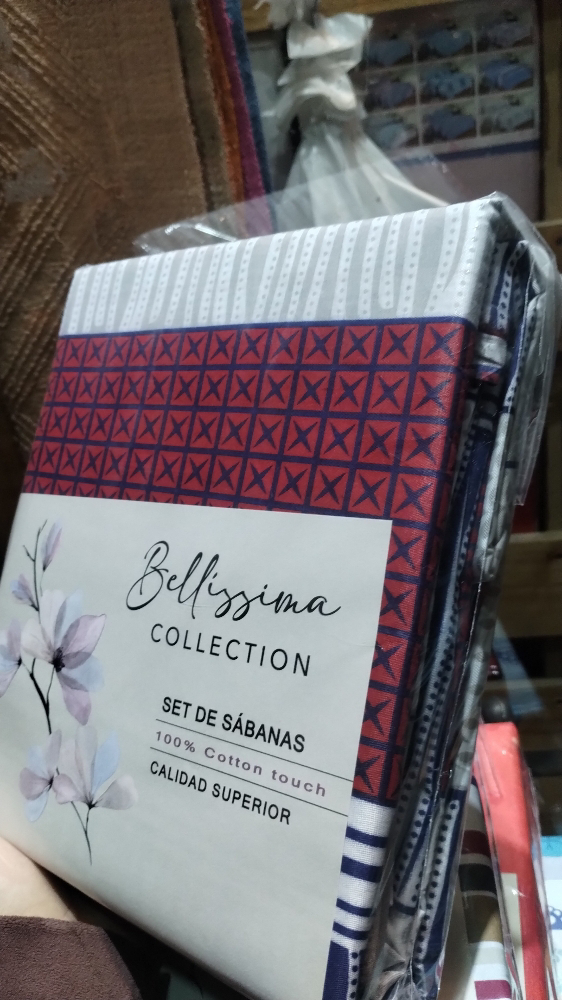 Bellissima
COLLECTION
SET DE SÁBANAS
100% Cotton touch
CALIDAD SUPERIOR